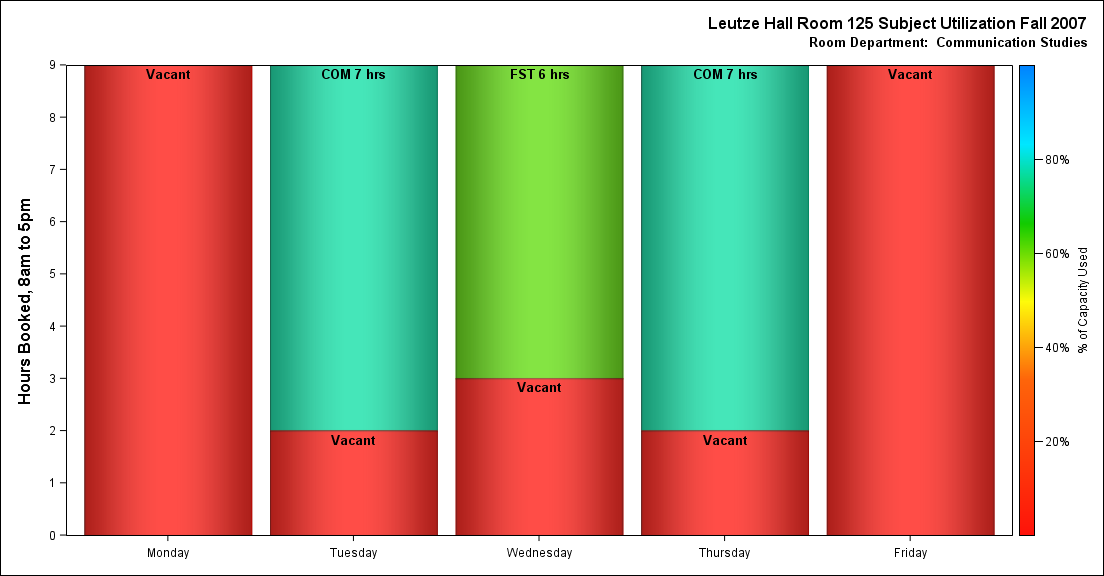 Leutze Hall Room 125 Subject Utilization Fall 2007
Room Department:  Communication Studies
Hours Booked, 8am to 5pm
9
8
7
6
5
4
3
2
1
0
Vacant
COM 7 hrs
FST 6 hrs
COM 7 hrs
Vacant
Vacant
Vacant
Vacant
Monday
Tuesday
Wednesday
Thursday
Friday
80%
60%
40%
20%
% of Capacity Used